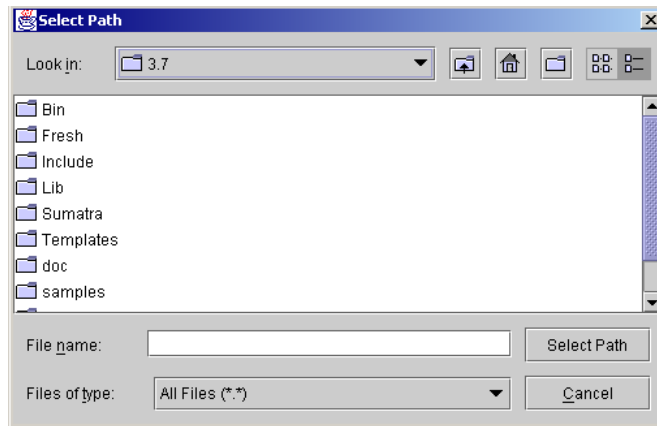 Select Path
Look in: 3.7
Bin
Fresh
Include
Lib
Sumatra
Templates
doc
samples
File name: Select Path
Files of type: All Files (*.*) Cancel